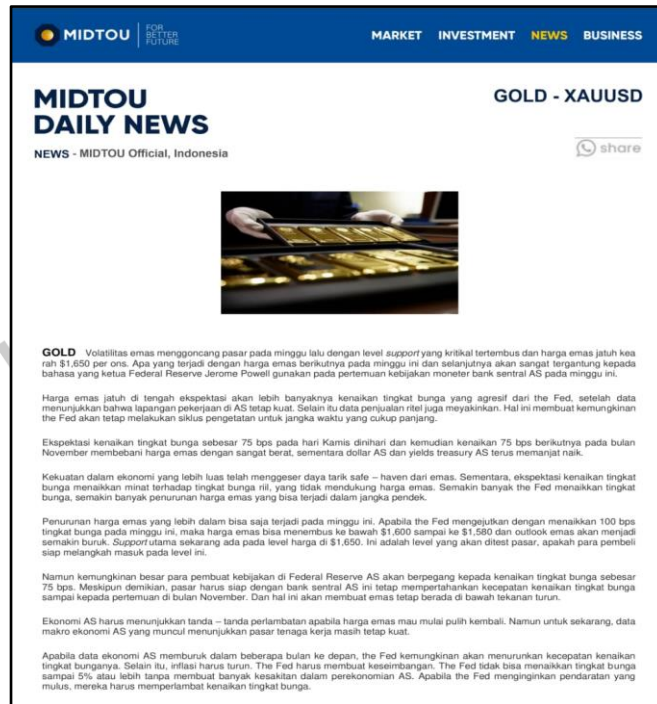 MIDTOU
FOR
BETTER
FUTURE
MARKET INVESTMENT NEWS BUSINESS
MIDTOU
DAILY NEWS
GOLD - XAUUSD
NEWS - MIDTOU Official, Indonesia
share
GOLD Volatilitas emas menggoncang pasar pada minggu lalu dengan level support yang kritikal tertembus dan harga emas jatuh kea
rah $1,650 per ons. Apa yang terjadi dengan harga emas berikutnya pada minggu ini dan selanjutnya akan sangat tergantung kepada
bahasa yang ketua Federal Reserve Jerome Powell gunakan pada pertemuan kebijakan moneter bank sentral AS pada minggu ini.
Harga emas jatuh di tengah ekspektasi akan lebih banyaknya kenaikan tingkat bunga yang agresif dari the Fed, setelah data
menunjukkan bahwa lapangan pekerjaan di AS tetap kuat. Selain itu data penjualan ritel juga meyakinkan. Hal ini membuat kemungkinan
the Fed akan tetap melakukan siklus pengetatan untuk jangka waktu yang cukup panjang.
Ekspektasi kenaikan tingkat bunga sebesar 75 bps pada hari Kamis dinihari dan kemudian kenaikan 75 bps berikutnya pada bulan
November membebani harga emas dengan sangat berat, sementara dollar AS dan yields treasury AS terus memanjat naik.
Kekuatan dalam ekonomi yang lebih luas telah menggeser daya tarik safe – haven dari emas. Sementara, ekspektasi kenaikan tingkat
bunga menaikkan minat terhadap tingkat bunga riil, yang tidak mendukung harga emas. Semakin banyak the Fed menaikkan tingkat
bunga, semakin banyak penurunan harga emas yang bisa terjadi dalam jangka pendek.
Penurunan harga emas yang lebih dalam bisa saja terjadi pada minggu ini. Apabila the Fed mengejutkan dengan menaikkan 100 bps
tingkat bunga pada minggu ini, maka harga emas bisa menembus ke bawah $1,600 sampai ke $1,580 dan outlook emas akan menjadi
semakin buruk. Support utama sekarang ada pada level harga di $1,650. Ini adalah level yang akan ditest pasar, apakah para pembeli
siap melangkah masuk pada level ini.
Namun kemungkinan besar para pembuat kebijakan di Federal Reserve AS akan berpegang kepada kenaikan tingkat bunga sebesar
75 bps. Meskipun demikian, pasar harus siap dengan bank sentral AS ini tetap mempertahankan kecepatan kenaikan tingkat bunga
sampai kepada pertemuan di bulan November. Dan hal ini akan membuat emas tetap berada di bawah tekanan turun.
Ekonomi AS harus menunjukkan tanda – tanda perlambatan apabila harga emas mau mulai pulih kembali. Namun untuk sekarang, data
makro ekonomi AS yang muncul menunjukkan pasar tenaga kerja masih tetap kuat.
Apabila data ekonomi AS memburuk dalam beberapa bulan ke depan, the Fed kemungkinan akan menurunkan kecepatan kenaikan
tingkat bunganya. Selain itu, inflasi harus turun. The Fed harus membuat keseimbangan. The Fed tidak bisa menaikkan tingkat bunga
sampai 5% atau lebih tanpa membuat banyak kesakitan dalam perekonomian AS. Apabila the Fed menginginkan pendaratan yang
mulus, mereka harus memperlambat kenaikan tingkat bunga.